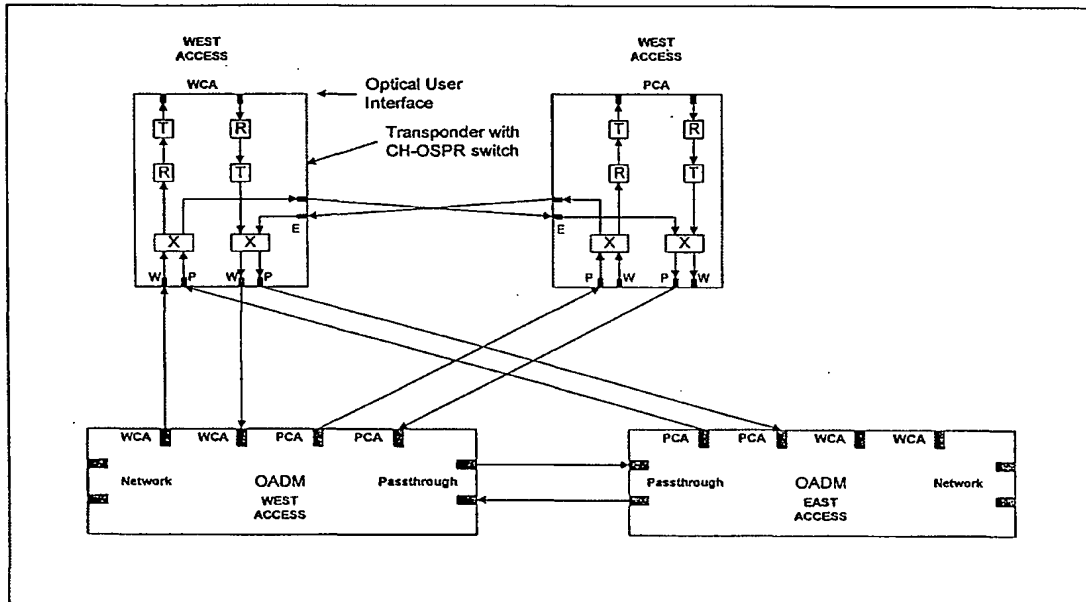 WEST
ACCESS
WEST
ACCESS
WCA
PCA
Optical User
Interface
Transponder with
CH-OSPR switch
T
R
T
R
R
T
R
T
E
E
X
X
X
X
W
P
W
P
P
W
P
W
WCA
WCA
PCA
PCA
PCA
PCA
WCA
WCA
Network
OADM
Passthrough
Passthrough
OADM
Network
WEST
ACCESS
EAST
ACCESS